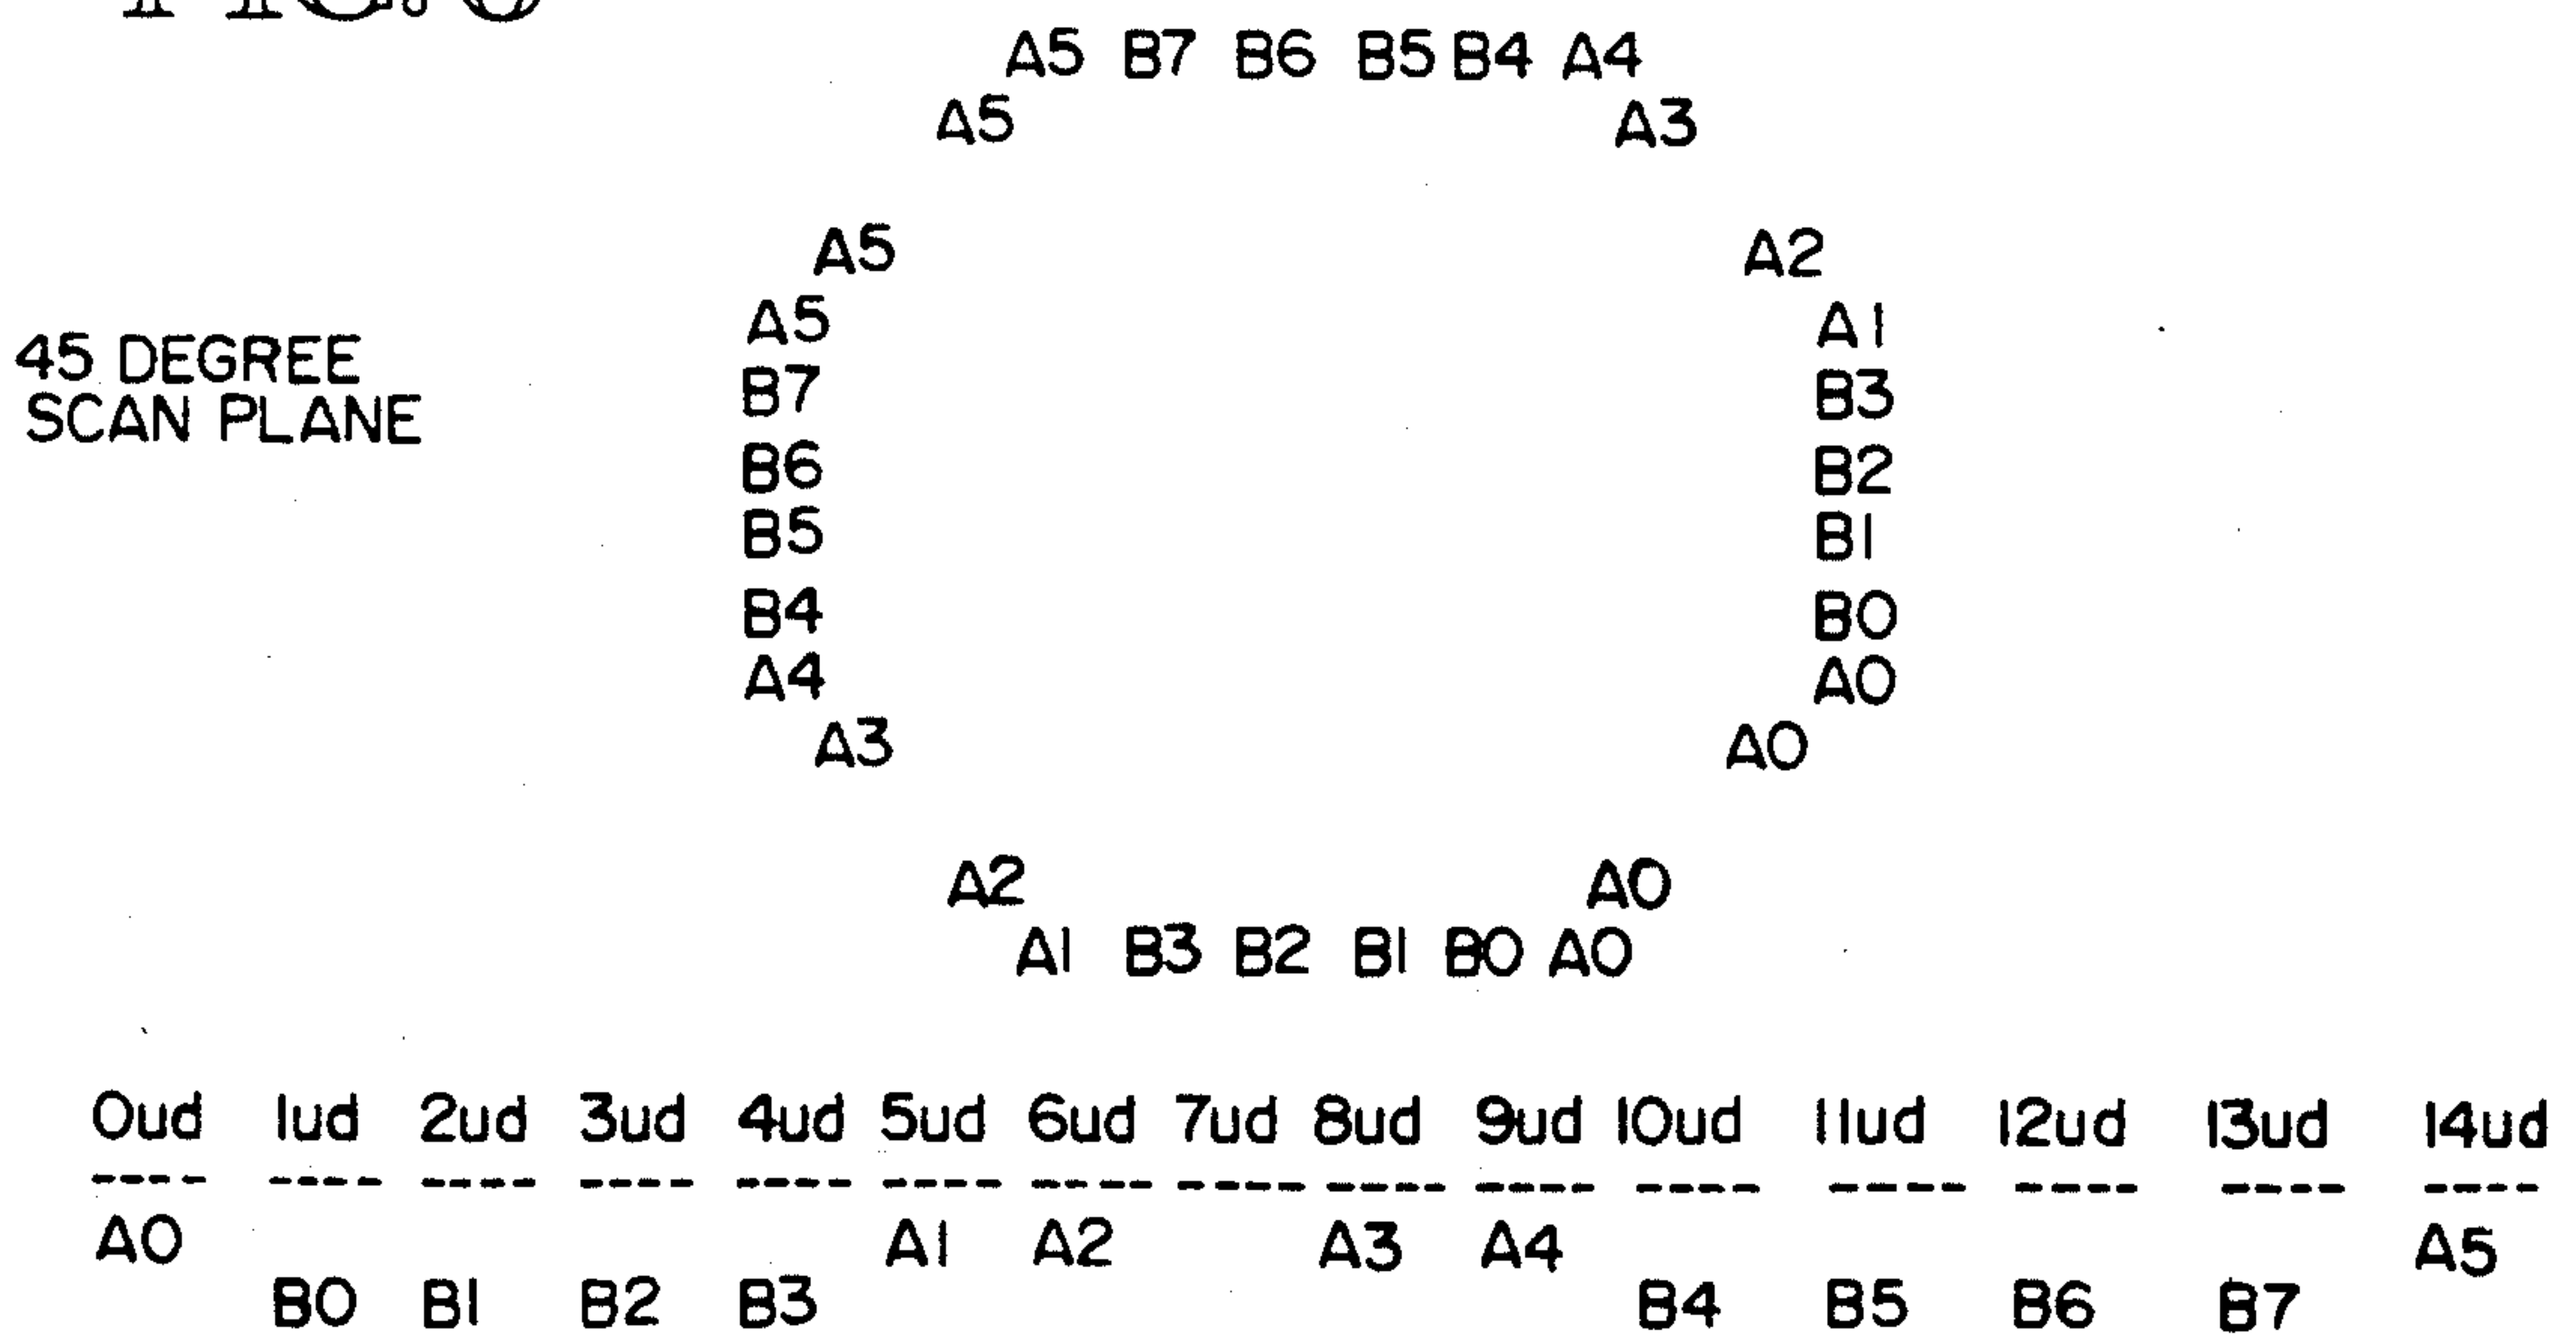 A5 B7 B6 B5 B4 A4
A5 A3
A5 A2
A5 A1
45 DEGREE
SCAN PLANE
B7 B3
B6 B2
B5 B1
B4 B0
A4 A0
A3 A0
A2 A0
A1 B3 B2 B1 B0 A0
0ud 1ud 2ud 3ud 4ud 5ud 6ud 7ud 8ud 9ud 10ud 11ud 12ud 13ud 14ud
---- ---- ---- ---- ---- ---- ---- ---- ---- ---- ---- ---- ---- ---- ----
A0 A1 A2 A3 A4 A5
B0 B1 B2 B3 B4 B5 B6 B7